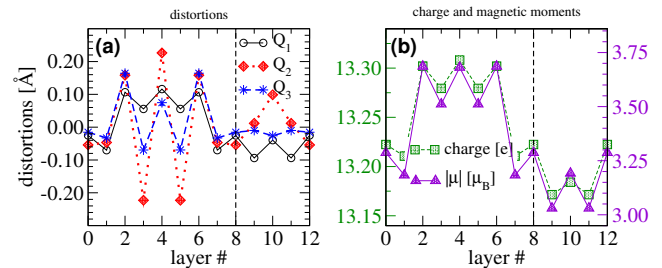 distortions
charge and magnetic moments
(a)
Q1
Q2
Q3
0.20
0.10
0.00
-0.10
-0.20
distortions [Å]
0 2 4 6 8 10 12
layer #
(b)
13.30
13.25
13.20
13.15
charge [e]
|μ| [μB]
3.75
3.50
3.25
3.00
0 2 4 6 8 10 12
layer #